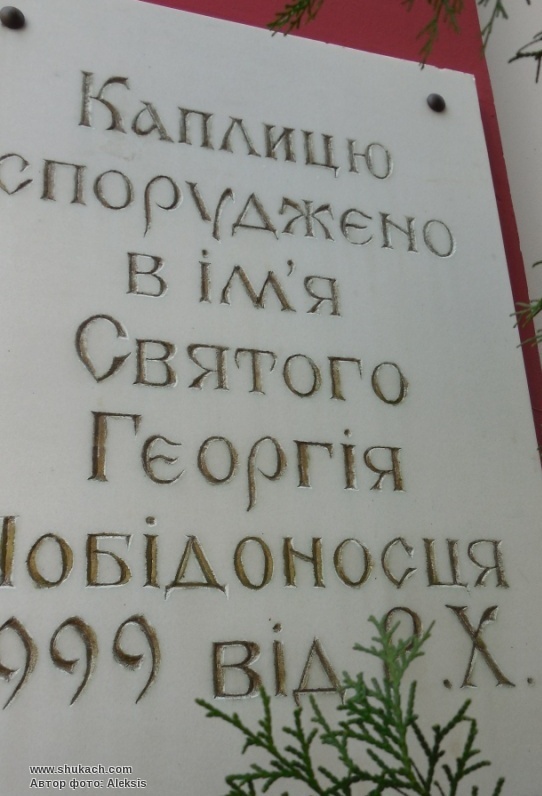 Каплицю
споруджено
в ім'я
Святого
Георгія
Побідоносця
999 від Р.Х.
www.shukach.com
Автор фото: Aleksis